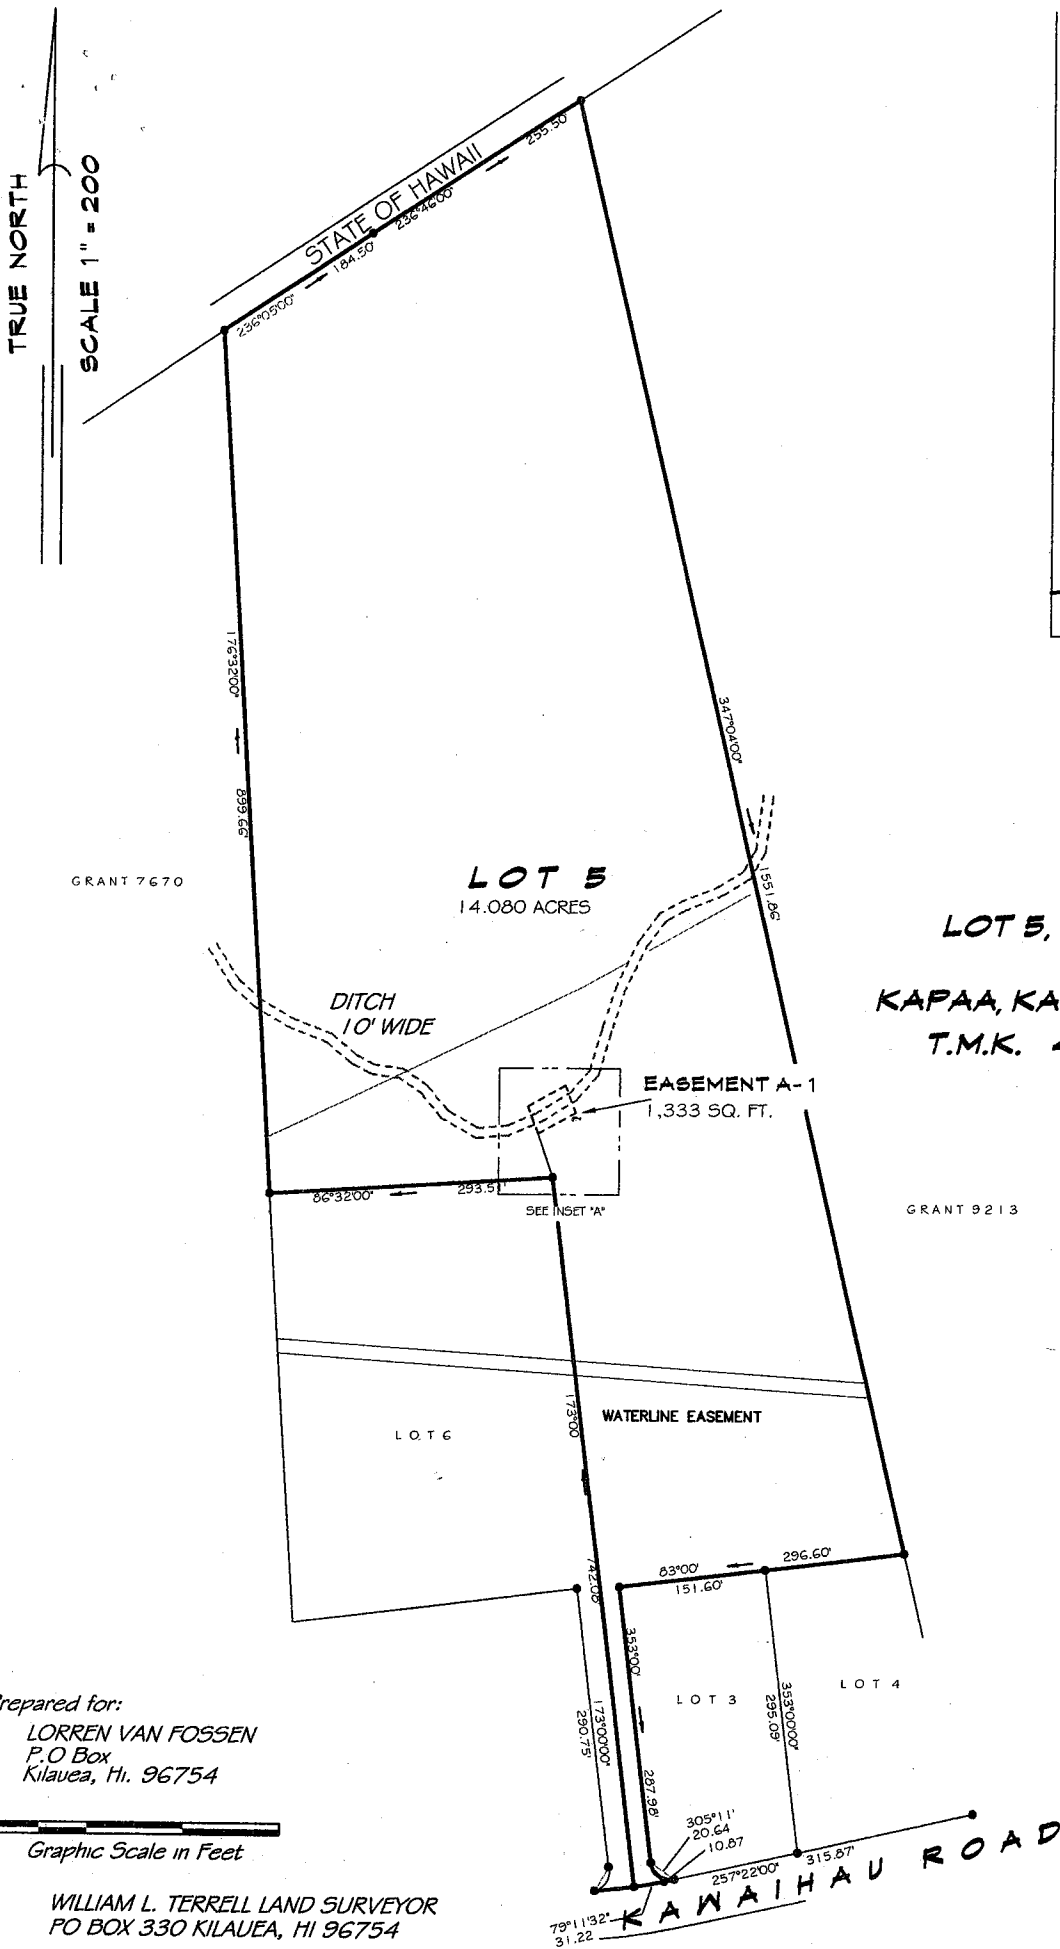 TRUE NORTH
SCALE 1" = 200
STATE OF HAWAII
236°05'00"
184.50'
236°46'00"
255.50'
176°32'00"
899.66'
347°04'00"
1551.86'
GRANT 7670
LOT 5
14.080 ACRES
LOT 5,
KAPAA, KA
T.M.K.
DITCH
10' WIDE
EASEMENT A-1
1,333 SQ. FT.
86°32'00"
293.51'
SEE INSET "A"
GRANT 9213
173°00'
742.08'
WATERLINE EASEMENT
LOT 6
83°00'
296.60'
151.60'
353°00'
287.98'
LOT 3
LOT 4
353°00'00"
295.09'
173°00'00"
290.75'
305°11'
20.64
10.87
257°22'00"
315.87'
KAWAIHAU ROAD
79°11'32"
31.22
repared for:
LORREN VAN FOSSEN
P.O Box
Kilauea, Hi. 96754
Graphic Scale in Feet
WILLIAM L. TERRELL LAND SURVEYOR
PO BOX 330 KILAUEA, HI 96754